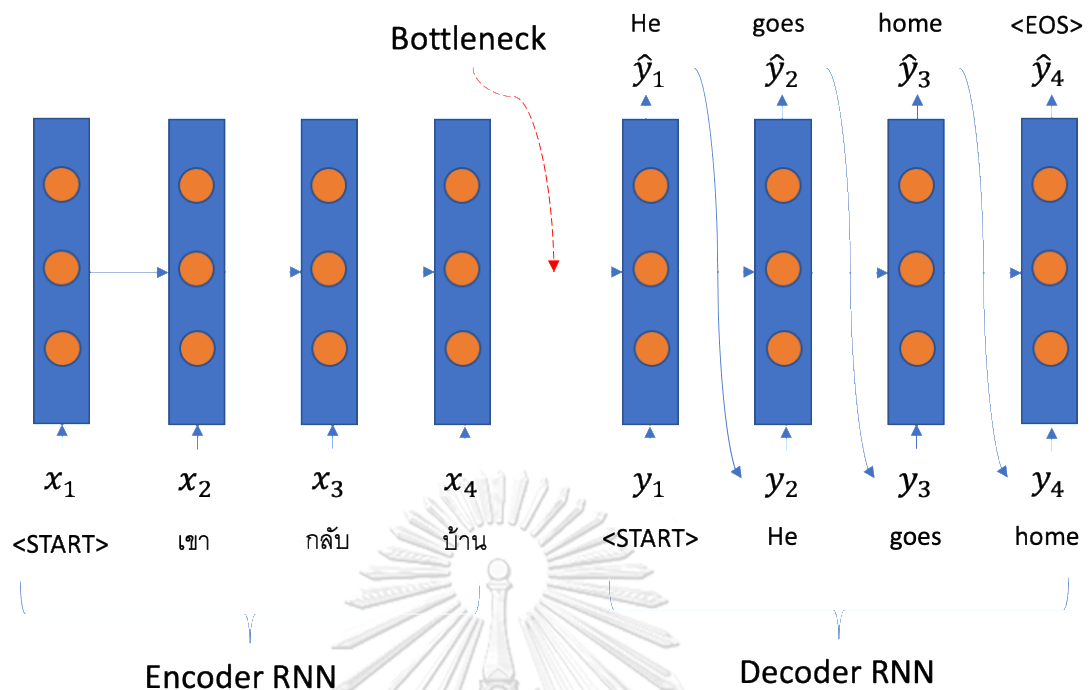 Bottleneck
He goes home <EOS>
ŷ₁ ŷ₂ ŷ₃ ŷ₄
x₁ x₂ x₃ x₄ y₁ y₂ y₃ y₄
<START> เขา กลับ บ้าน <START> He goes home
Encoder RNN Decoder RNN